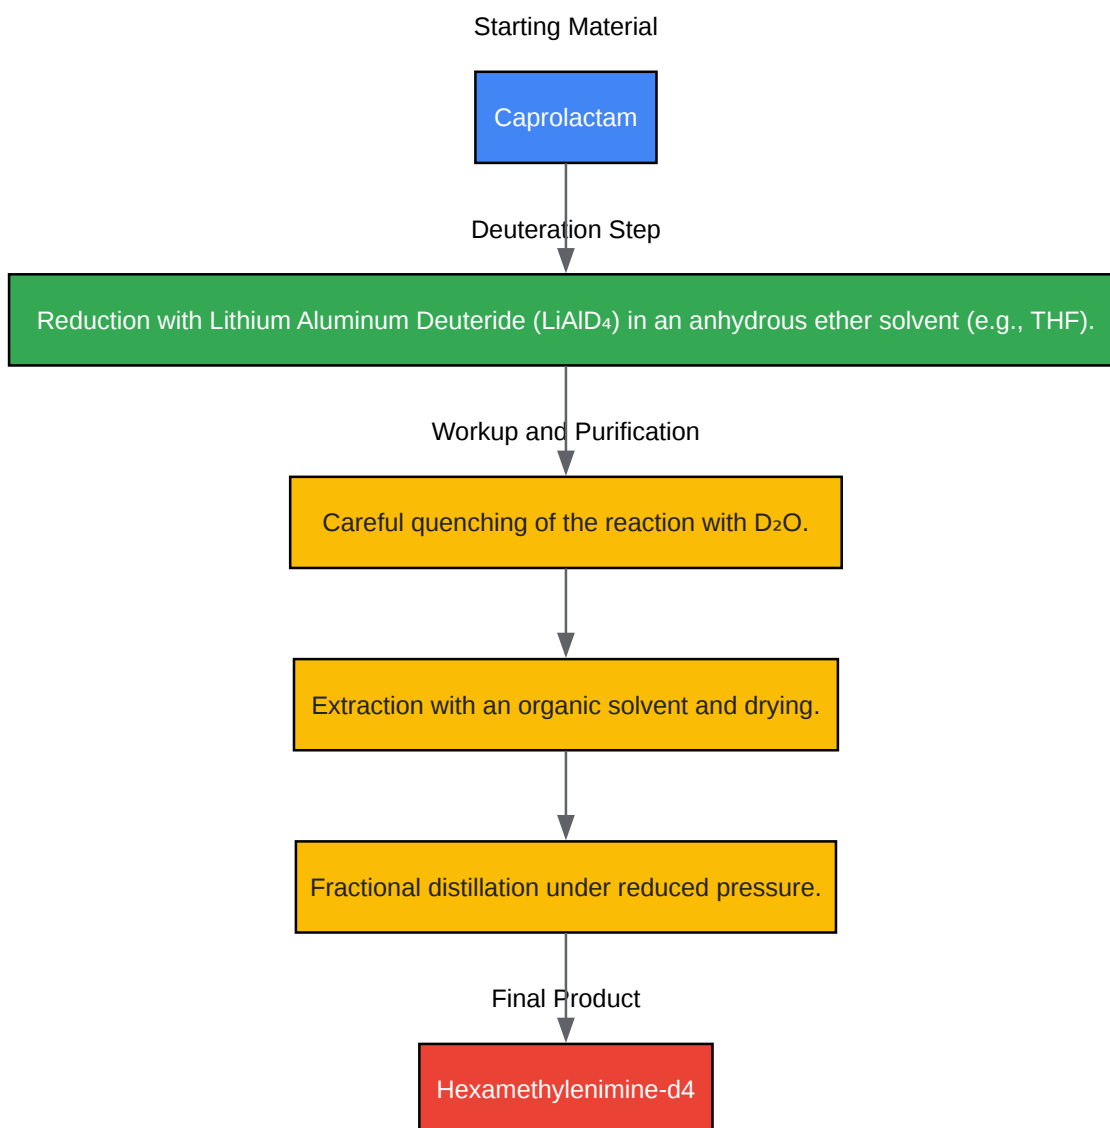 Starting Material
Caprolactam
Deuteration Step
Reduction with Lithium Aluminum Deuteride (LiAlD₄) in an anhydrous ether solvent (e.g., THF).
Workup and Purification
Careful quenching of the reaction with D₂O.
Extraction with an organic solvent and drying.
Fractional distillation under reduced pressure.
Final Product
Hexamethylenimine-d4